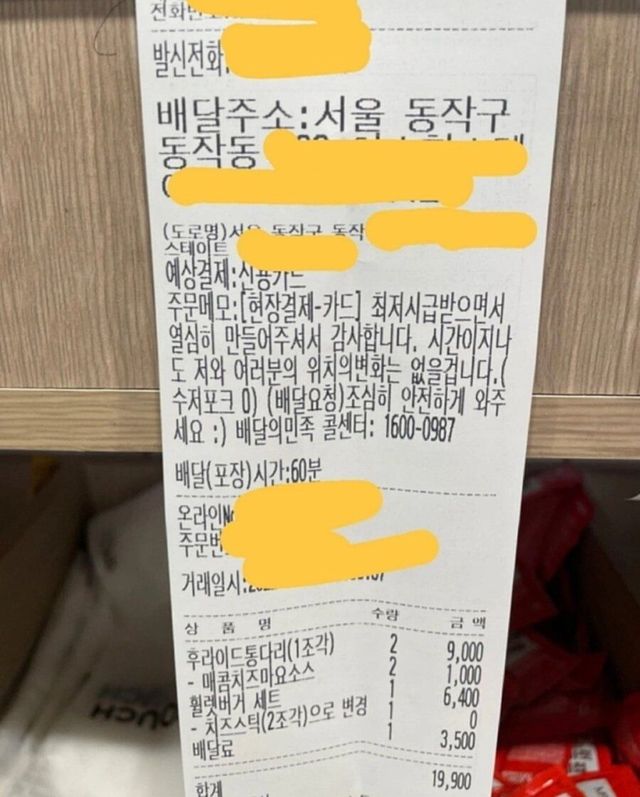 전화번
발신전화
배달주소:서울 동작구
동작동
(도로명)서울 동작구 동작
스테이트
예상결제:신용카드
주문메모:[현장결제-카드] 최저시급받으며서
열심히 만들어주셔서 감사합니다. 시간이지나
도 저와 여러분의 위치의변화는 없을겁니다.(
수저포크 O) (배달요청)조심히 안전하게 와주
세요 :) 배달의민족 콜센터: 1600-0987
배달(포장)시간:60분
온라인No
주문번
거래일시:
상 품 명 수량 금 액
후라이드통다리(1조각) 2 9,000
- 매콤치즈마요소스 2 1,000
휠렛버거 세트 1 6,400
- 치즈스틱(2조각)으로 변경 1 0
배달료 1 3,500
합계 19,900